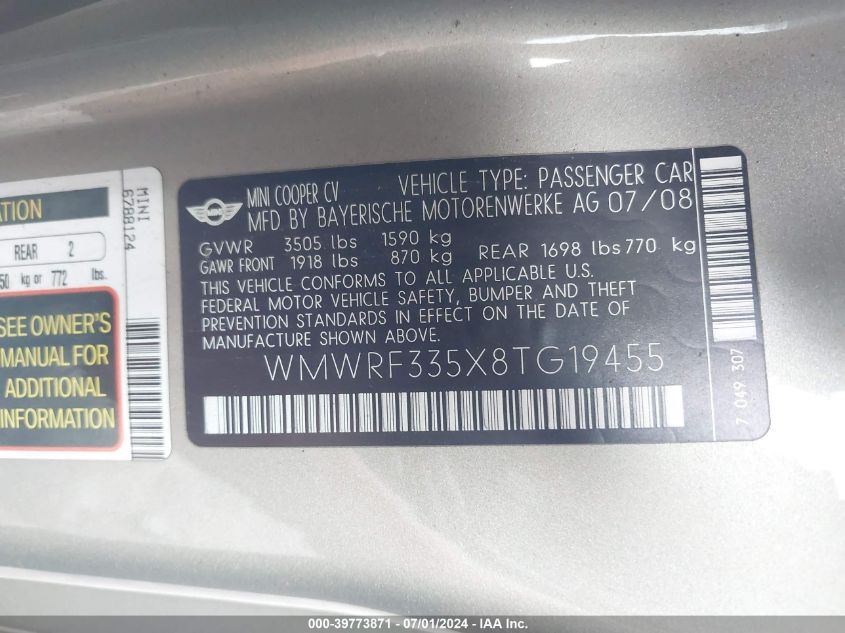 ATION
REAR 2
50 kg or 772 lbs.
SEE OWNER'S
MANUAL FOR
ADDITIONAL
INFORMATION
MINI
6788124
MINI
MINI COOPER CV VEHICLE TYPE: PASSENGER CAR
MFD BY BAYERISCHE MOTORENWERKE AG 07/08
GVWR 3505 lbs 1590 kg
GAWR FRONT 1918 lbs 870 kg REAR 1698 lbs 770 kg
THIS VEHICLE CONFORMS TO ALL APPLICABLE U.S.
FEDERAL MOTOR VEHICLE SAFETY, BUMPER AND THEFT
PREVENTION STANDARDS IN EFFECT ON THE DATE OF
MANUFACTURE SHOWN ABOVE.
WMWRF335X8TG19455
7 049 307
000-39773871 - 07/01/2024 - IAA Inc.